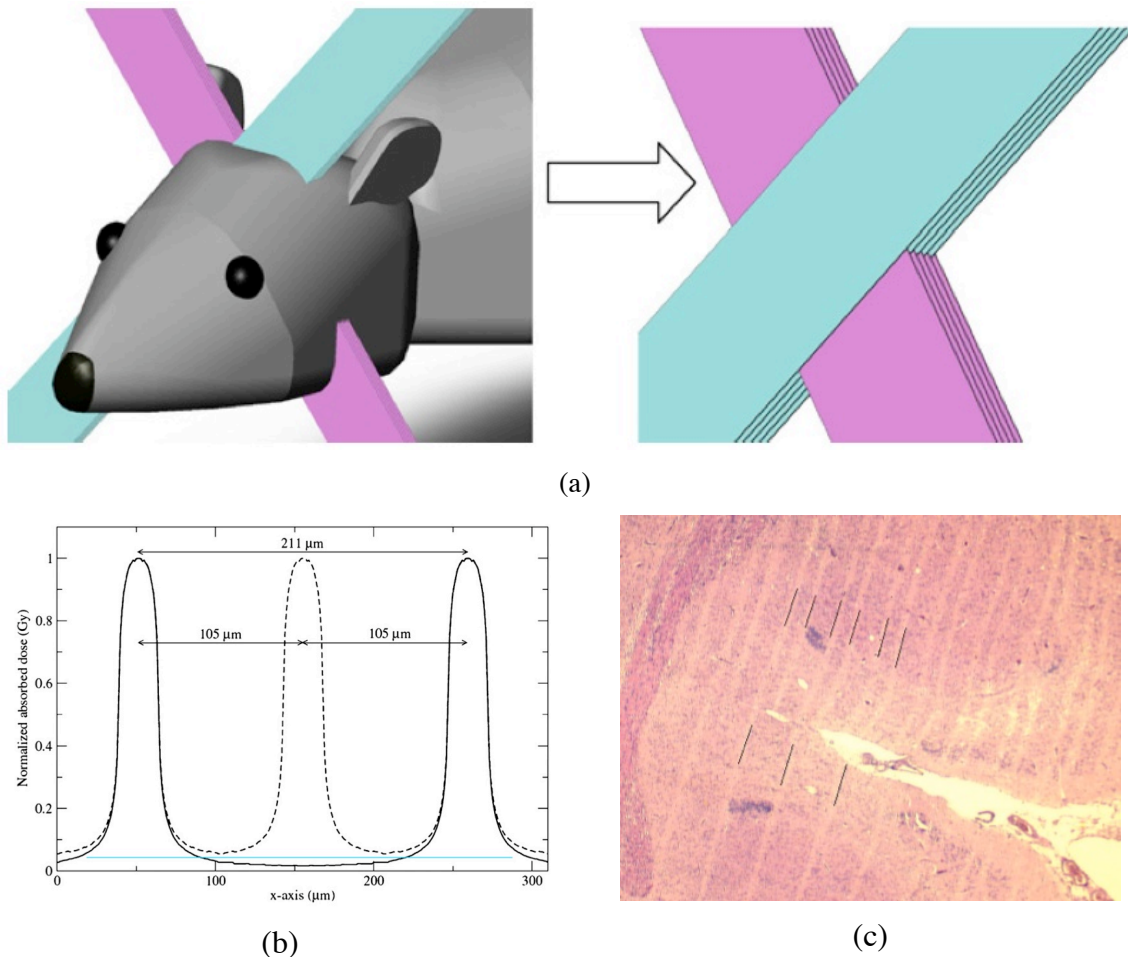 (a)
211 μm
105 μm 105 μm
Normalized absorbed dose (Gy)
1
0.8
0.6
0.4
0.2
0
0 100 200 300
x-axis (μm)
(b)
(c)